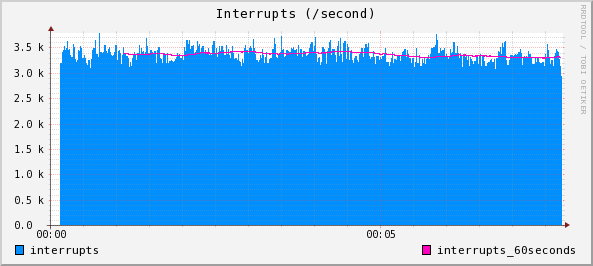 Interrupts (/second)
RRDTOOL / TOBI OETIKER
3.5 k
3.0 k
2.5 k
2.0 k
1.5 k
1.0 k
0.5 k
0.0
00:00 00:05
interrupts interrupts_60seconds